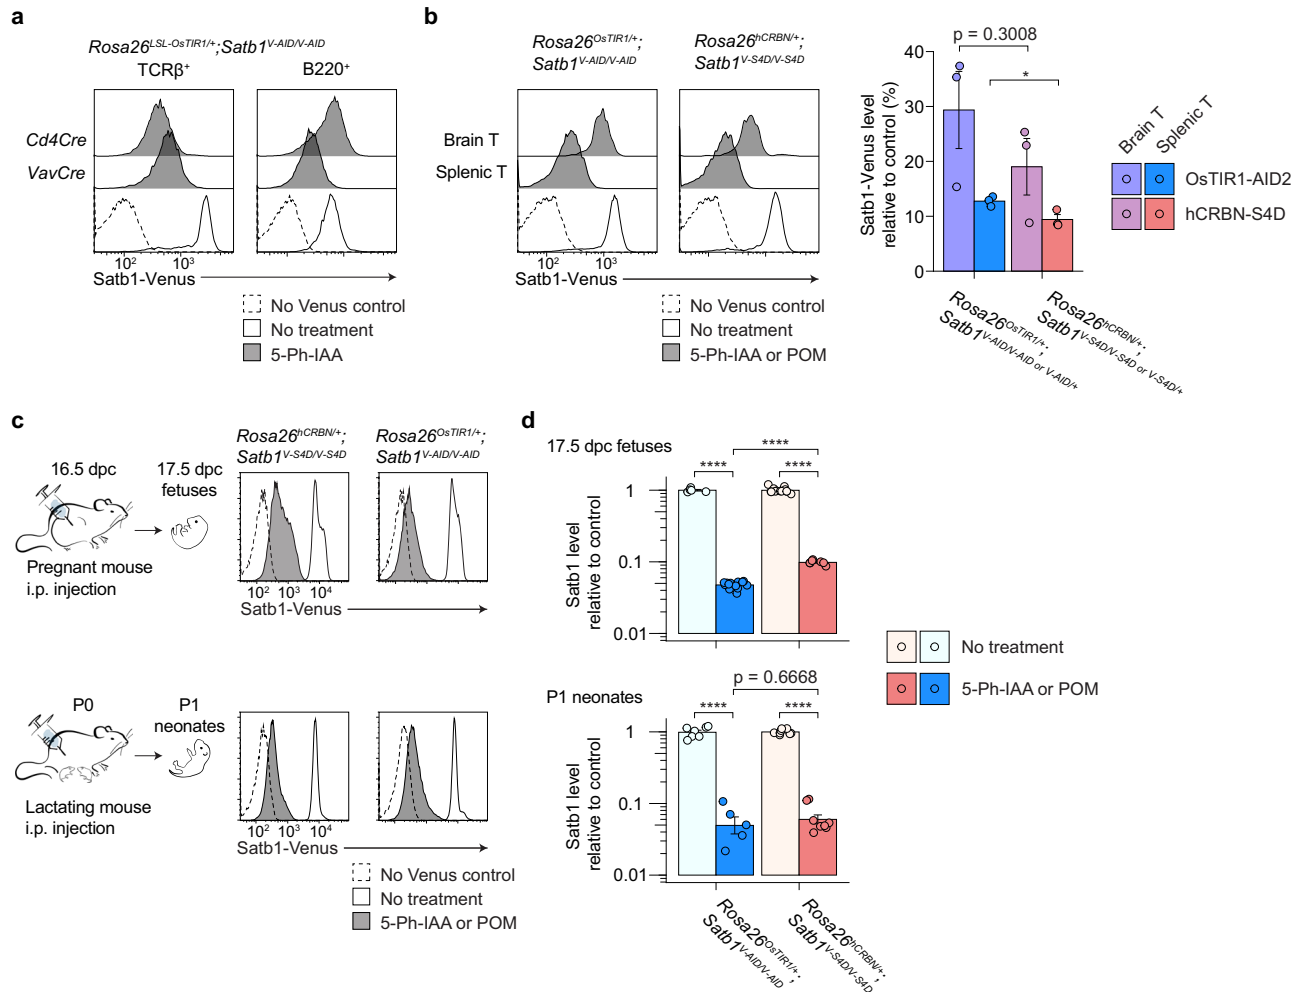 a
Rosa26LSL-OsTIR1/+;Satb1V-AID/V-AID
TCRβ+
B220+
Cd4Cre
VavCre
10² 10³
Satb1-Venus
No Venus control
No treatment
5-Ph-IAA
b
Rosa26OsTIR1/+;
Satb1V-AID/V-AID
Rosa26hCRBN/+;
Satb1V-S4D/V-S4D
Brain T
Splenic T
10² 10³
Satb1-Venus
No Venus control
No treatment
5-Ph-IAA or POM
p = 0.3008
*
Satb1-Venus level
relative to control (%)
40
30
20
10
0
Rosa26OsTIR1/+;
Satb1V-AID/V-AID or V-AID/+
Rosa26hCRBN/+;
Satb1V-S4D/V-S4D or V-S4D/+
Brain T
Splenic T
OsTIR1-AID2
hCRBN-S4D
c
16.5 dpc
17.5 dpc
fetuses
Pregnant mouse
i.p. injection
Rosa26hCRBN/+;
Satb1V-S4D/V-S4D
Rosa26OsTIR1/+;
Satb1V-AID/V-AID
10² 10³ 10⁴
Satb1-Venus
P0
P1
neonates
Lactating mouse
i.p. injection
10² 10³ 10⁴
Satb1-Venus
No Venus control
No treatment
5-Ph-IAA or POM
d
17.5 dpc fetuses
****
**** ****
Satb1 level
relative to control
1
0.1
0.01
P1 neonates
p = 0.6668
**** ****
Satb1 level
relative to control
1
0.1
0.01
Rosa26OsTIR1/+;
Satb1V-AID/V-AID
Rosa26hCRBN/+;
Satb1V-S4D/V-S4D
No treatment
5-Ph-IAA or POM